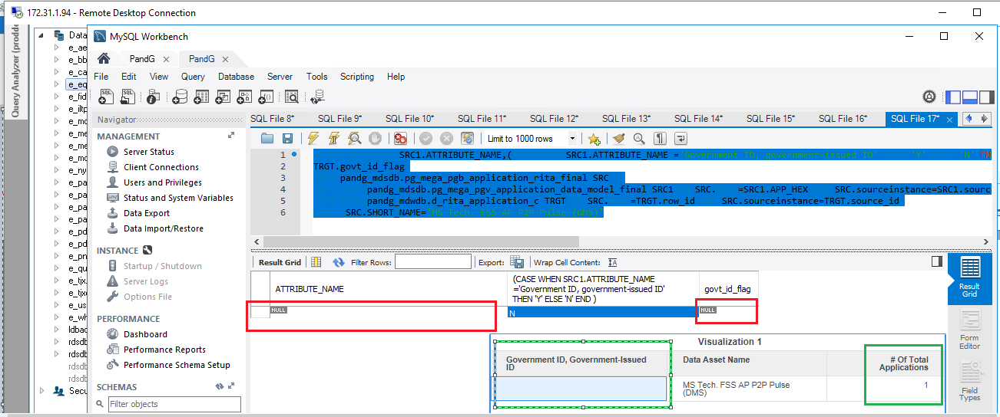 172.31.1.94 - Remote Desktop Connection
Query Analyzer (prodd
Data
e_ae
e_bb
e_ca
e_eq
e_fid
e_iltp
e_mc
e_me
e_me
e_mc
e_ny
e_pa
e_pa
e_pa
e_pd
e_pd
e_pr
e_qu
e_tjx
e_tjx
e_us
e_wh
ldbac
rdsdb
rdsdb
rdsdb
rdsdb
Secu
MySQL Workbench
PandG
PandG
File Edit View Query Database Server Tools Scripting Help
Navigator
MANAGEMENT
Server Status
Client Connections
Users and Privileges
Status and System Variables
Data Export
Data Import/Restore
INSTANCE
Startup / Shutdown
Server Logs
Options File
PERFORMANCE
Dashboard
Performance Reports
Performance Schema Setup
SCHEMAS
Filter objects
SQL File 8* SQL File 9* SQL File 10* SQL File 11* SQL File 12* SQL File 13* SQL File 14* SQL File 15* SQL File 16* SQL File 17*
Limit to 1000 rows
1 SRC1.ATTRIBUTE_NAME,( SRC1.ATTRIBUTE_NAME ='Government ID, government-issued ID' 'Y' 'N'
2 TRGT.govt_id_flag
3 pandg_mdsdb.pg_mega_pgb_application_rita_final SRC
4 pandg_mdsdb.pg_mega_pgv_application_data_model_final SRC1 SRC. =SRC1.APP_HEX SRC.sourceinstance=SRC1.sourc
5 pandg_mdwdb.d_rita_application_c TRGT SRC. =TRGT.row_id SRC.sourceinstance=TRGT.source_id
6 SRC.SHORT_NAME="MS Tech. FSS AP P2P Pulse (DMS)"
Result Grid Filter Rows: Export: Wrap Cell Content:
ATTRIBUTE_NAME
(CASE WHEN SRC1.ATTRIBUTE_NAME
='Government ID, government-issued ID'
THEN 'Y' ELSE 'N' END )
govt_id_flag
NULL N NULL
Result
Grid
Form
Editor
Field
Types
Visualization 1
Government ID, Government-Issued
ID
Data Asset Name
# Of Total
Applications
MS Tech. FSS AP P2P Pulse
(DMS)
1